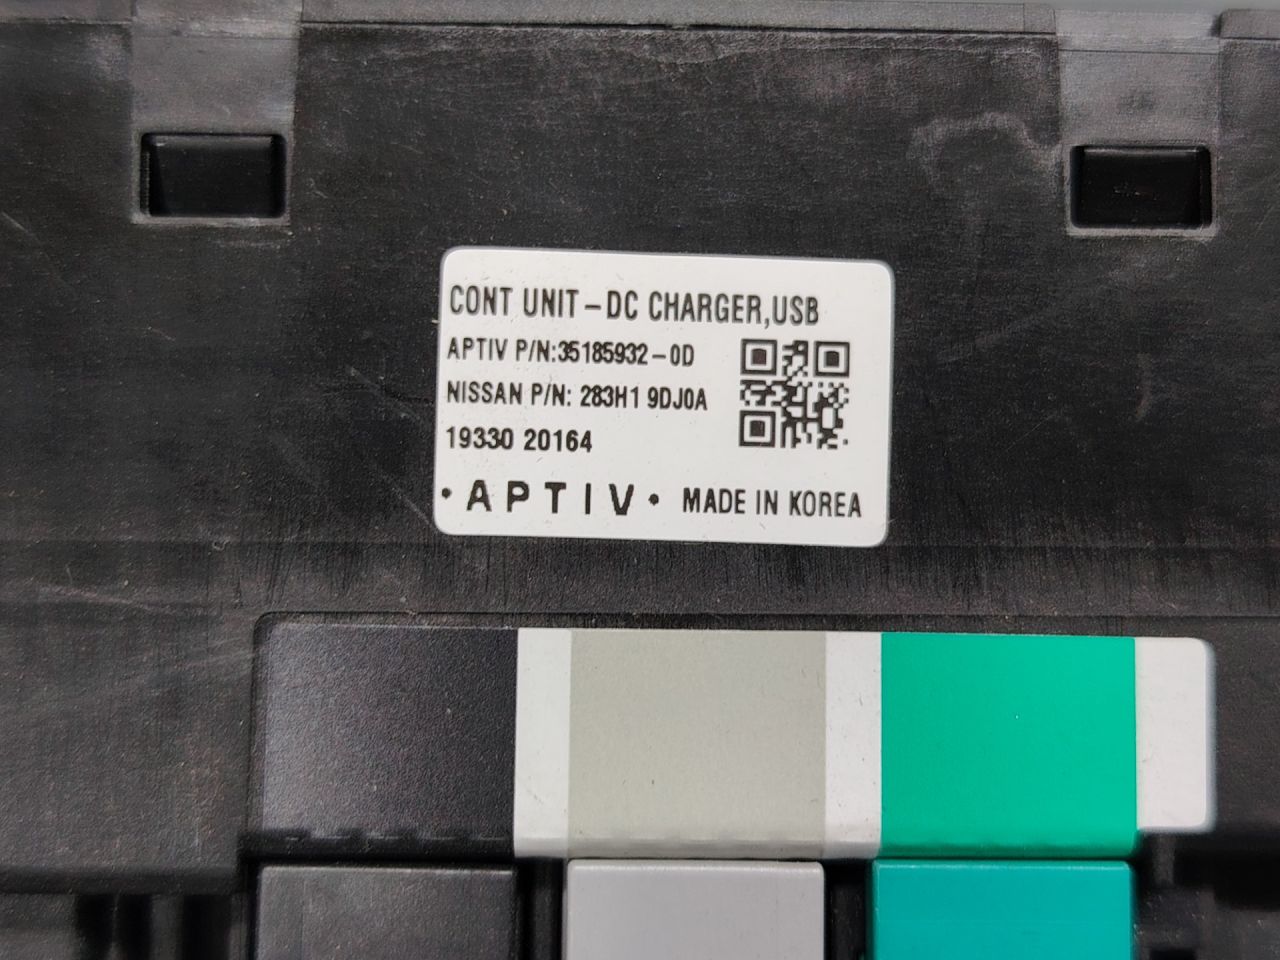 CONT UNIT-DC CHARGER,USB
APTIV P/N:35185932-0D
NISSAN P/N: 283H1 9DJ0A
19330 20164
• APTIV • MADE IN KOREA